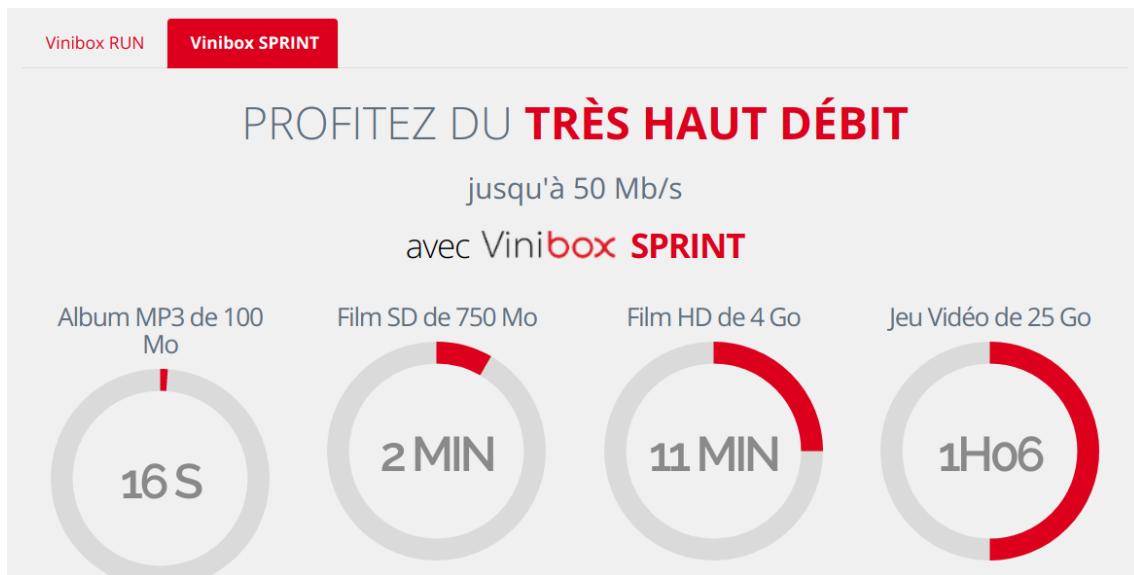 Vinibox RUN
Vinibox SPRINT
PROFITEZ DU TRÈS HAUT DÉBIT
jusqu'à 50 Mb/s
avec Vinibox SPRINT
Album MP3 de 100
Mo
16 S
Film SD de 750 Mo
2 MIN
Film HD de 4 Go
11 MIN
Jeu Vidéo de 25 Go
1H06